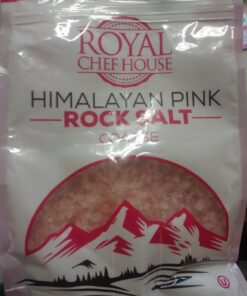 ROYAL
CHEF HOUSE
HIMALAYAN PINK
ROCK SALT
COARSE